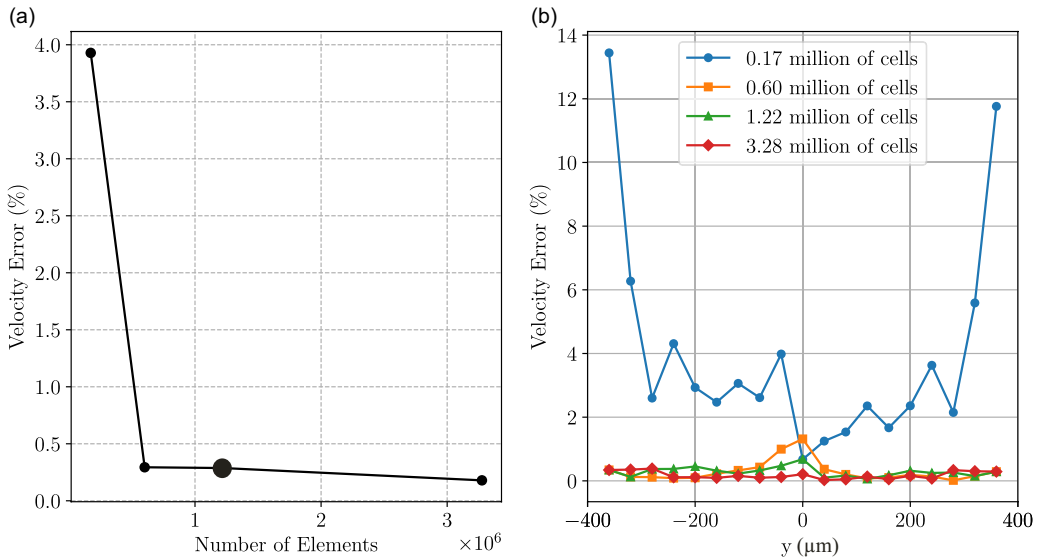 (a)
4.0
3.5
3.0
2.5
2.0
1.5
1.0
0.5
0.0
Velocity Error (%)
1
2
3
Number of Elements
×10⁶
(b)
14
12
10
8
6
4
2
0
Velocity Error (%)
0.17 million of cells
0.60 million of cells
1.22 million of cells
3.28 million of cells
−400
−200
0
200
400
y (μm)